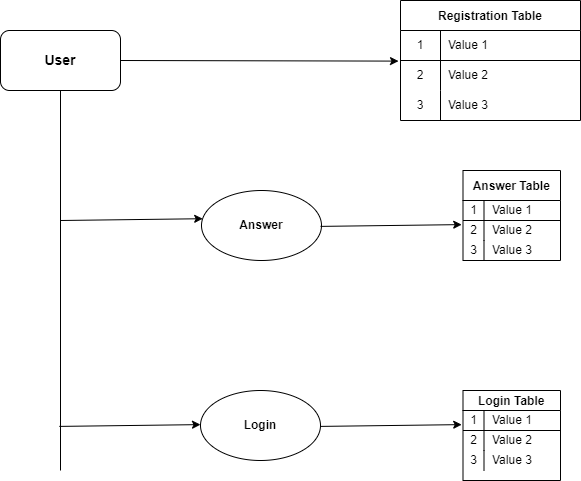 Registration Table
User
1 Value 1
2 Value 2
3 Value 3
Answer Table
Answer
1 Value 1
2 Value 2
3 Value 3
Login Table
Login
1 Value 1
2 Value 2
3 Value 3